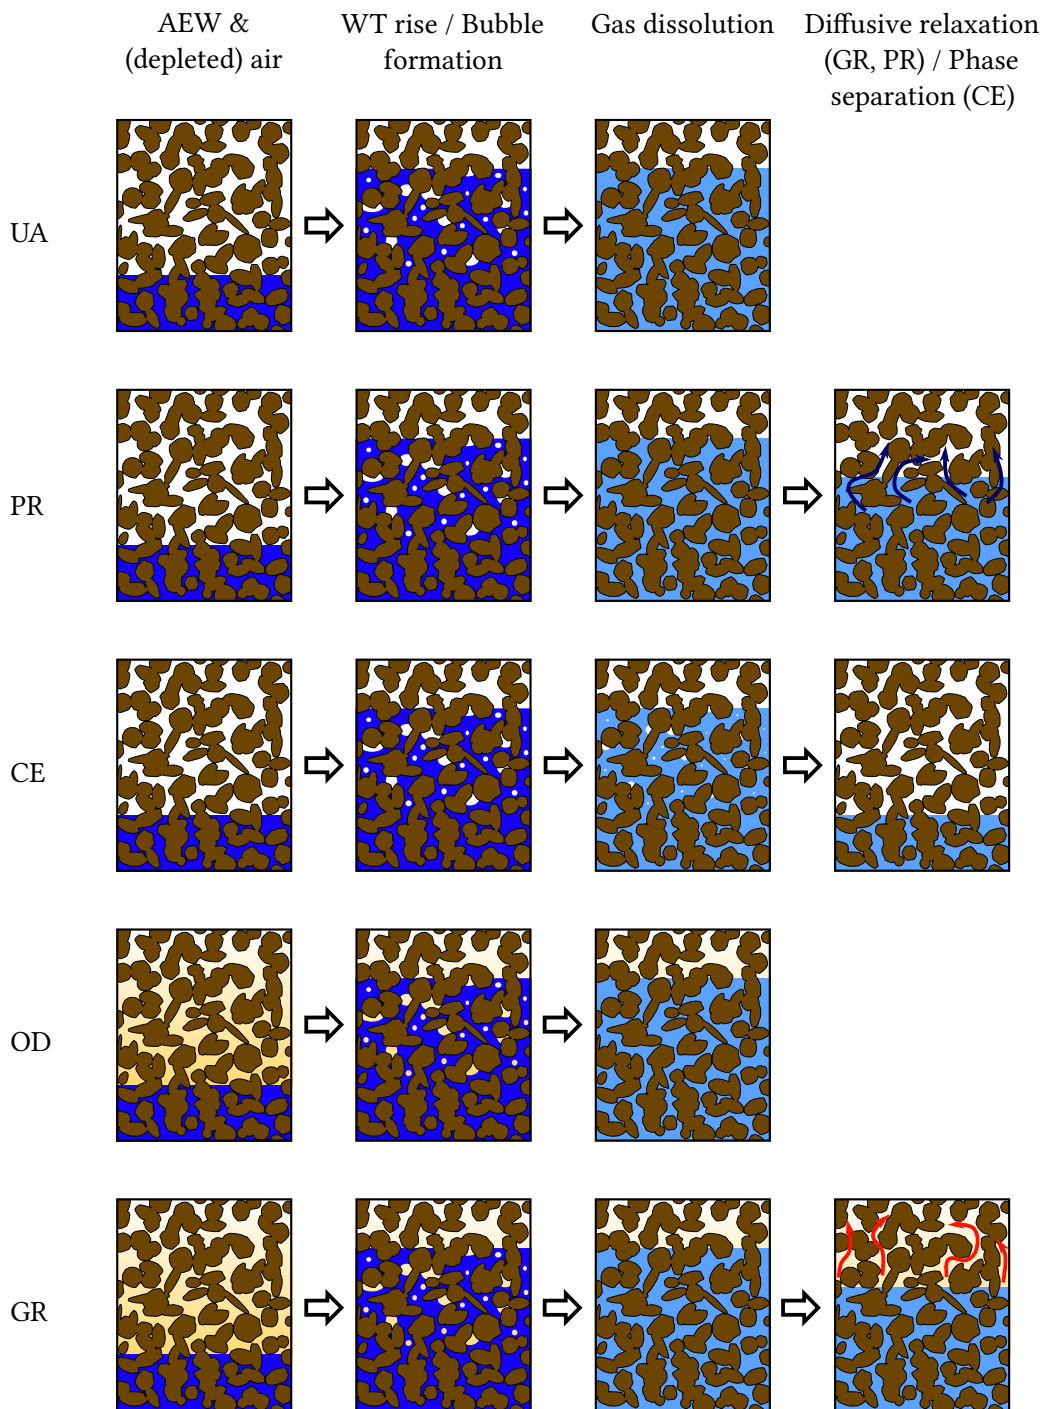 AEW &
(depleted) air
WT rise / Bubble
formation
Gas dissolution
Diffusive relaxation
(GR, PR) / Phase
separation (CE)
UA
PR
CE
OD
GR